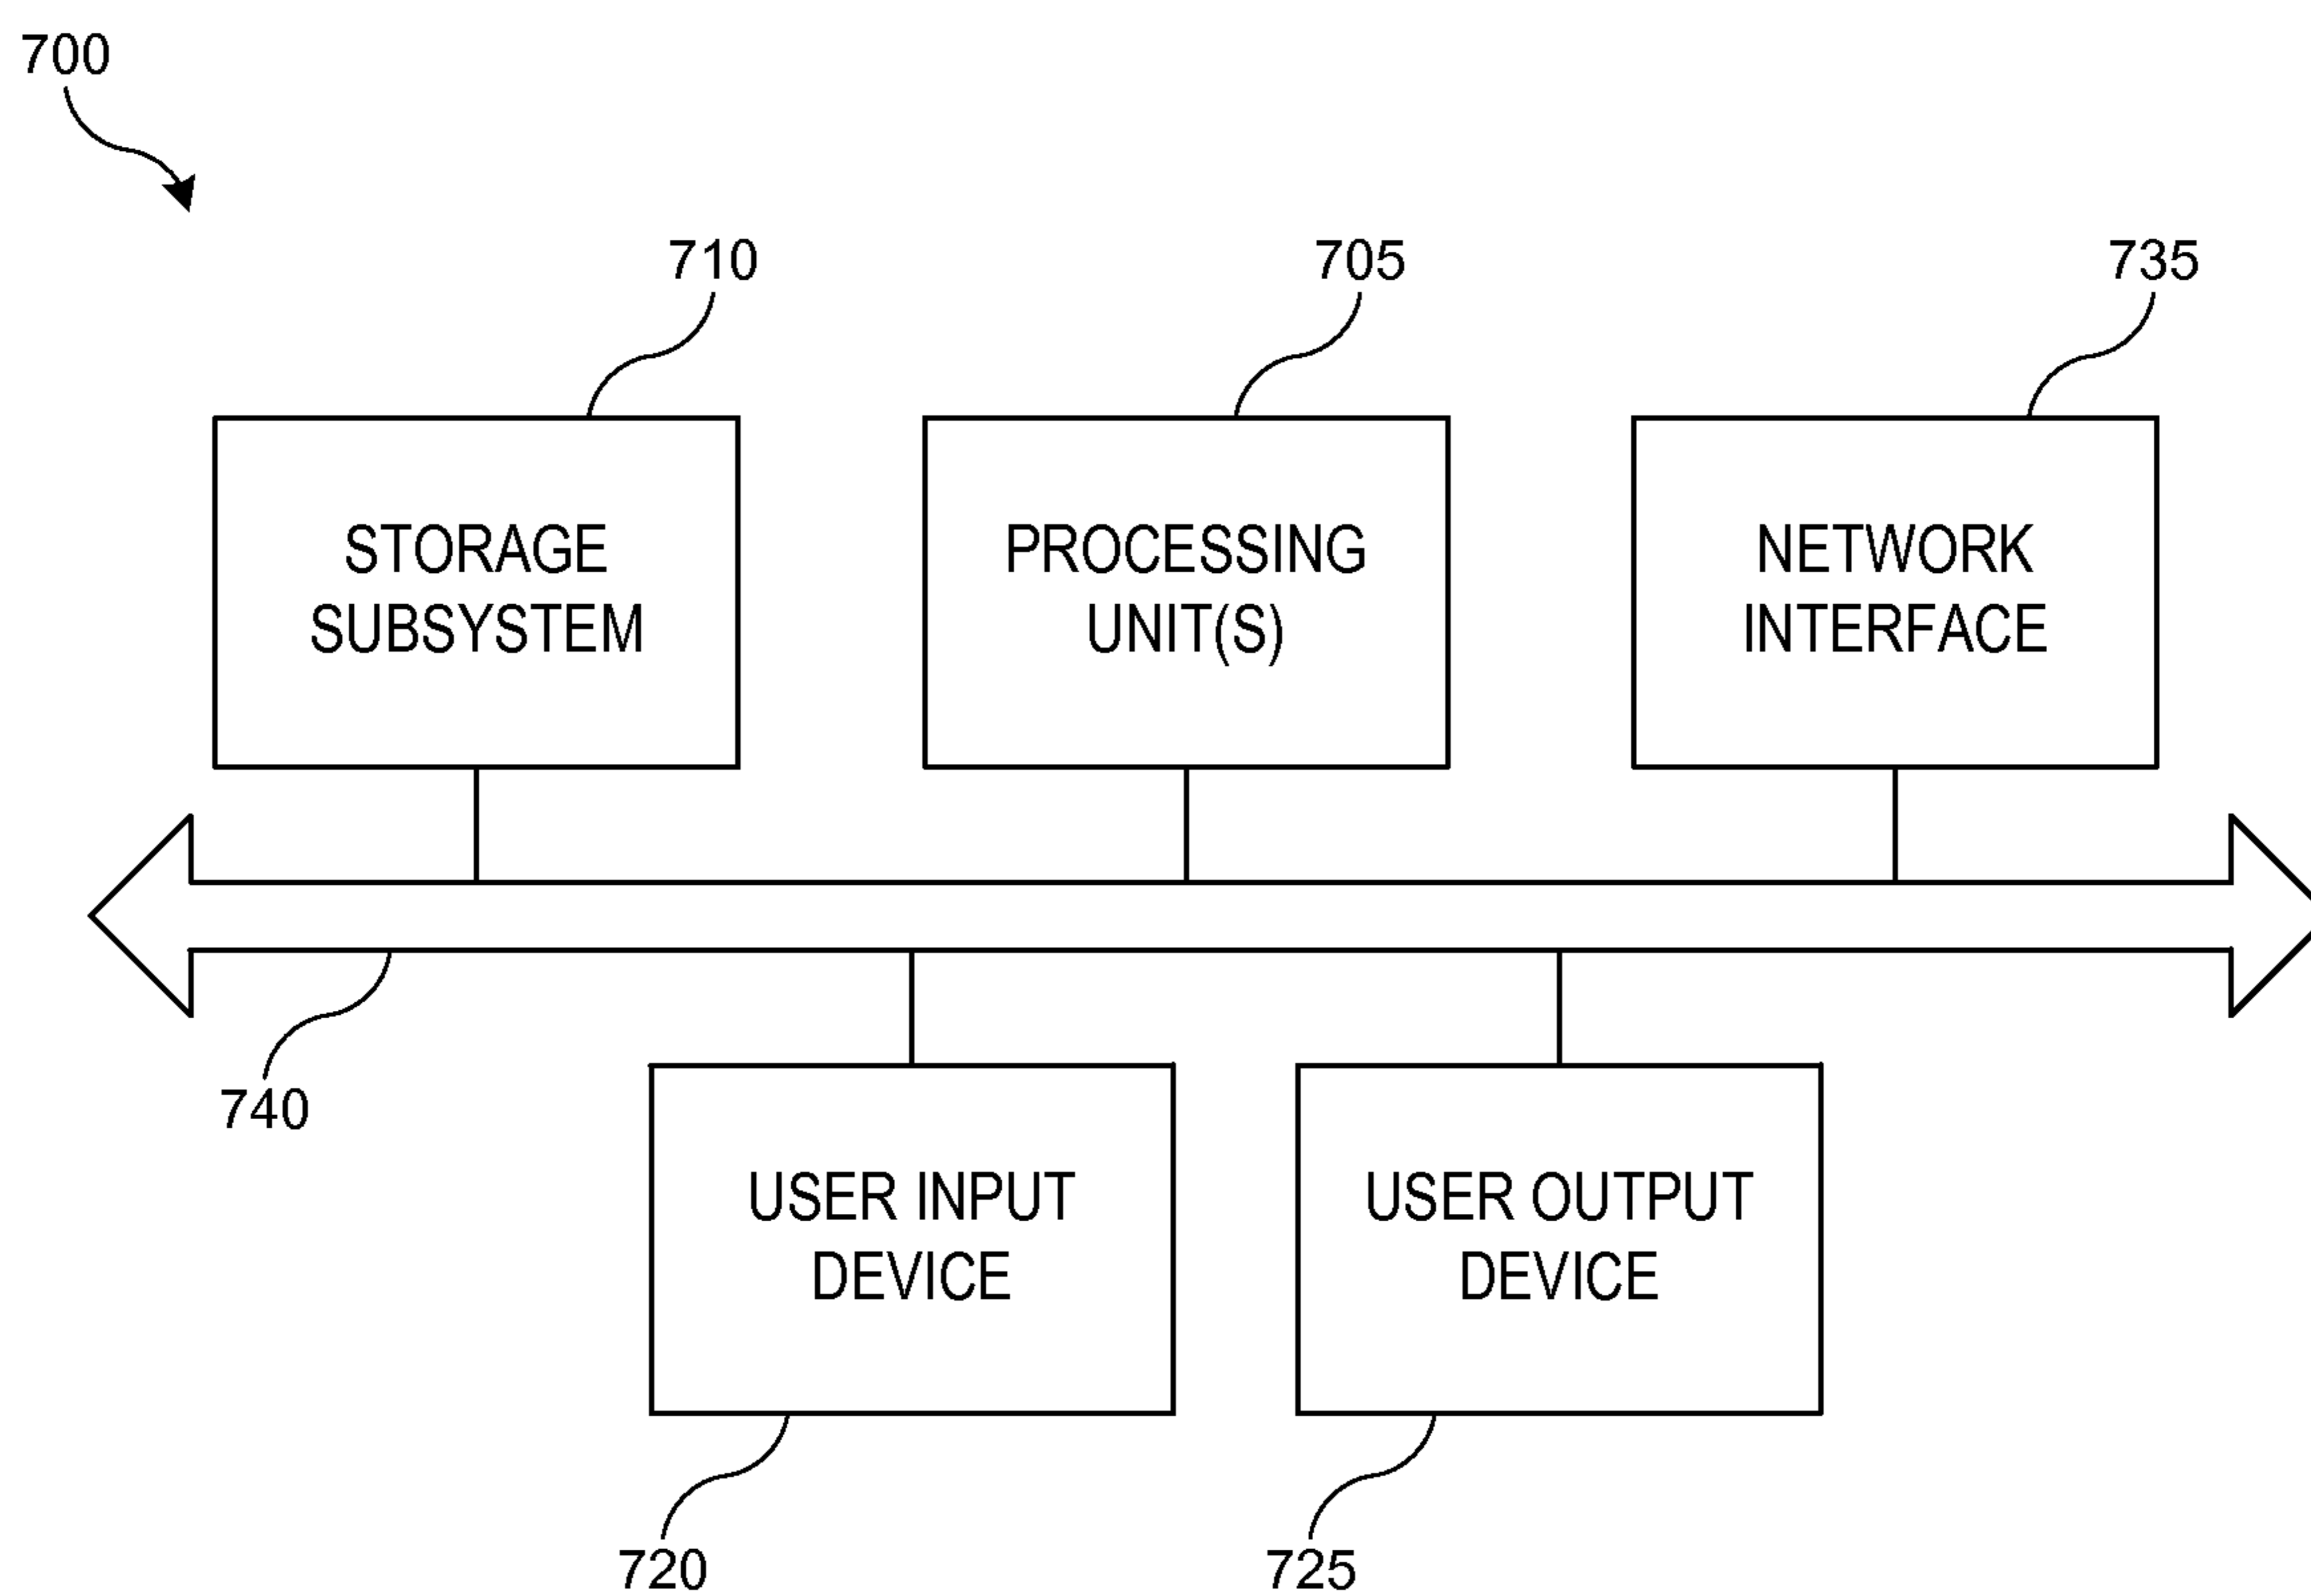 700
710
705
735
STORAGE
SUBSYSTEM
PROCESSING
UNIT(S)
NETWORK
INTERFACE
740
USER INPUT
DEVICE
USER OUTPUT
DEVICE
720
725